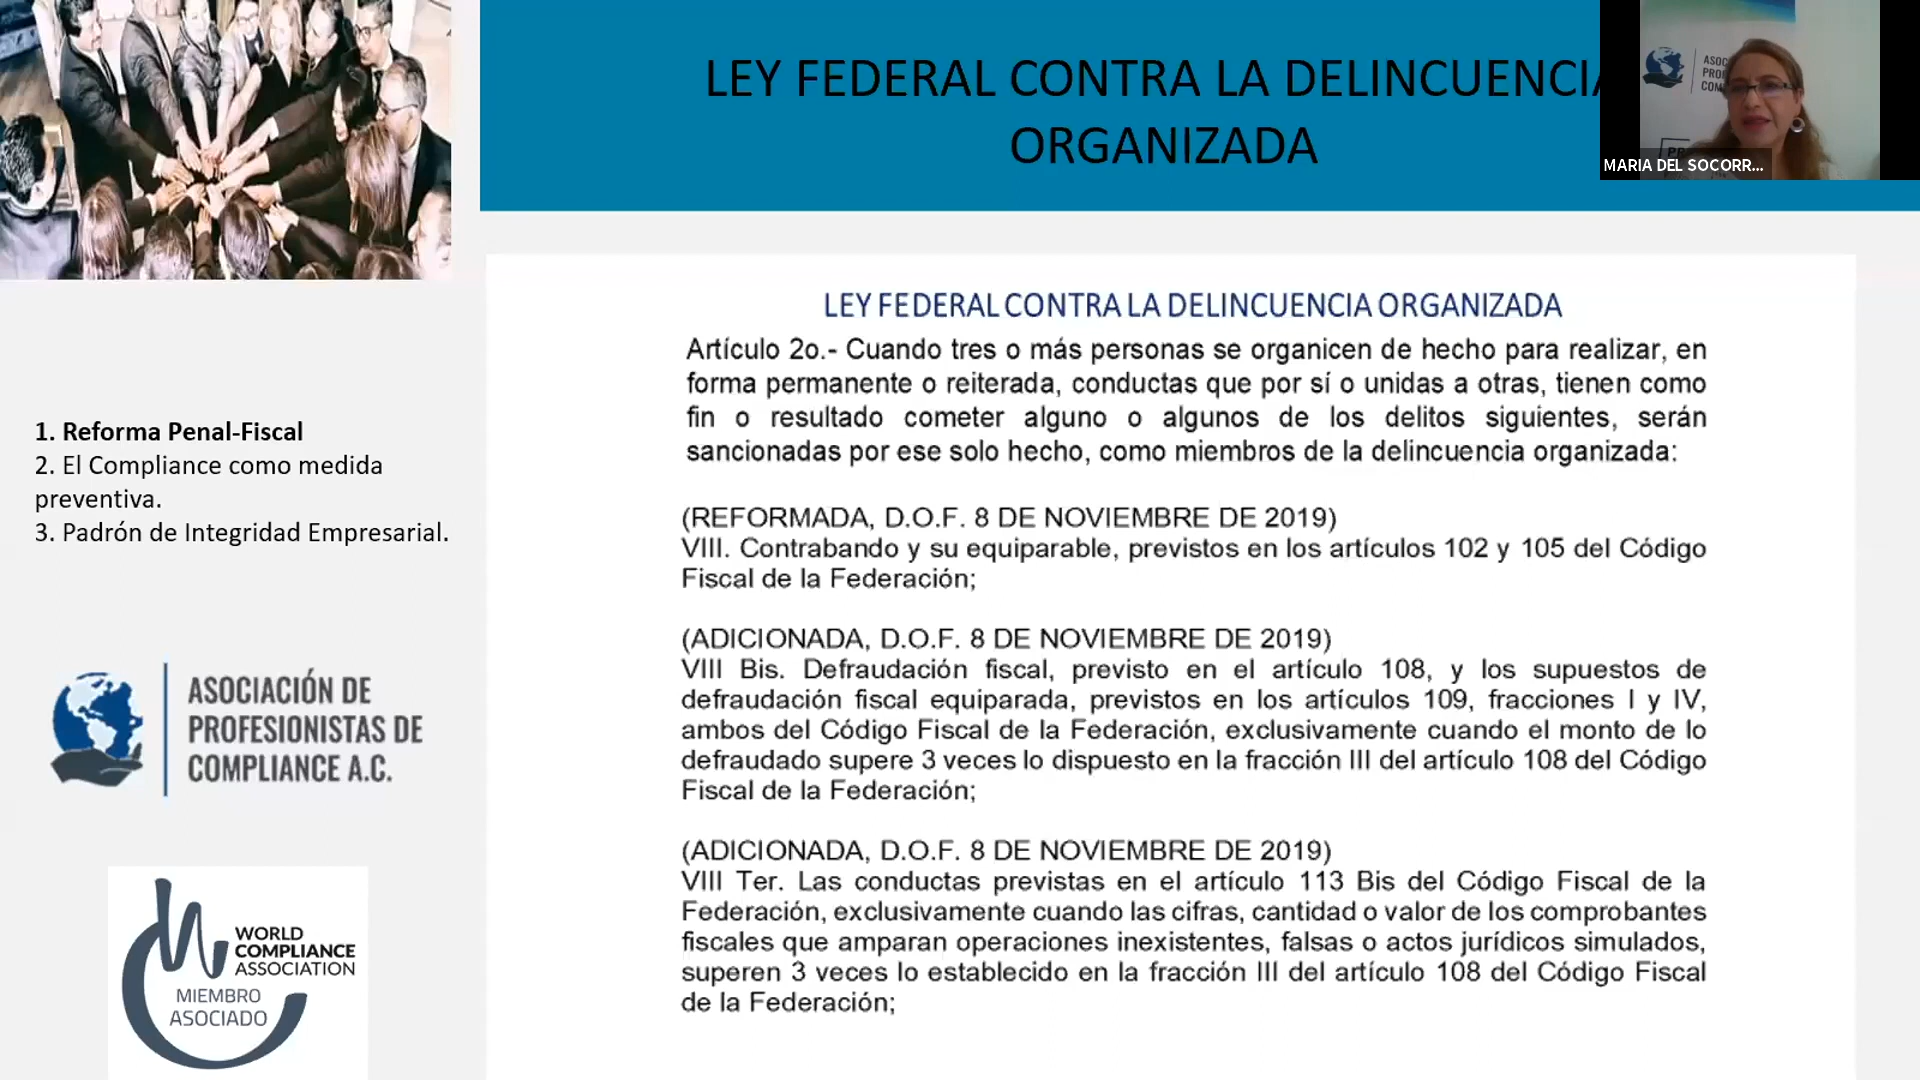 LEY FEDERAL CONTRA LA DELINCUENCIA
ORGANIZADA
MARIA DEL SOCORR...
1. Reforma Penal-Fiscal
2. El Compliance como medida
preventiva.
3. Padrón de Integridad Empresarial.
ASOCIACIÓN DE
PROFESIONISTAS DE
COMPLIANCE A.C.
WORLD
COMPLIANCE
ASSOCIATION
MIEMBRO
ASOCIADO
LEY FEDERAL CONTRA LA DELINCUENCIA ORGANIZADA
Artículo 2o.- Cuando tres o más personas se organicen de hecho para realizar, en
forma permanente o reiterada, conductas que por sí o unidas a otras, tienen como
fin o resultado cometer alguno o algunos de los delitos siguientes, serán
sancionadas por ese solo hecho, como miembros de la delincuencia organizada:
(REFORMADA, D.O.F. 8 DE NOVIEMBRE DE 2019)
VIII. Contrabando y su equiparable, previstos en los artículos 102 y 105 del Código
Fiscal de la Federación;
(ADICIONADA, D.O.F. 8 DE NOVIEMBRE DE 2019)
VIII Bis. Defraudación fiscal, previsto en el artículo 108, y los supuestos de
defraudación fiscal equiparada, previstos en los artículos 109, fracciones I y IV,
ambos del Código Fiscal de la Federación, exclusivamente cuando el monto de lo
defraudado supere 3 veces lo dispuesto en la fracción III del artículo 108 del Código
Fiscal de la Federación;
(ADICIONADA, D.O.F. 8 DE NOVIEMBRE DE 2019)
VIII Ter. Las conductas previstas en el artículo 113 Bis del Código Fiscal de la
Federación, exclusivamente cuando las cifras, cantidad o valor de los comprobantes
fiscales que amparan operaciones inexistentes, falsas o actos jurídicos simulados,
superen 3 veces lo establecido en la fracción III del artículo 108 del Código Fiscal
de la Federación;